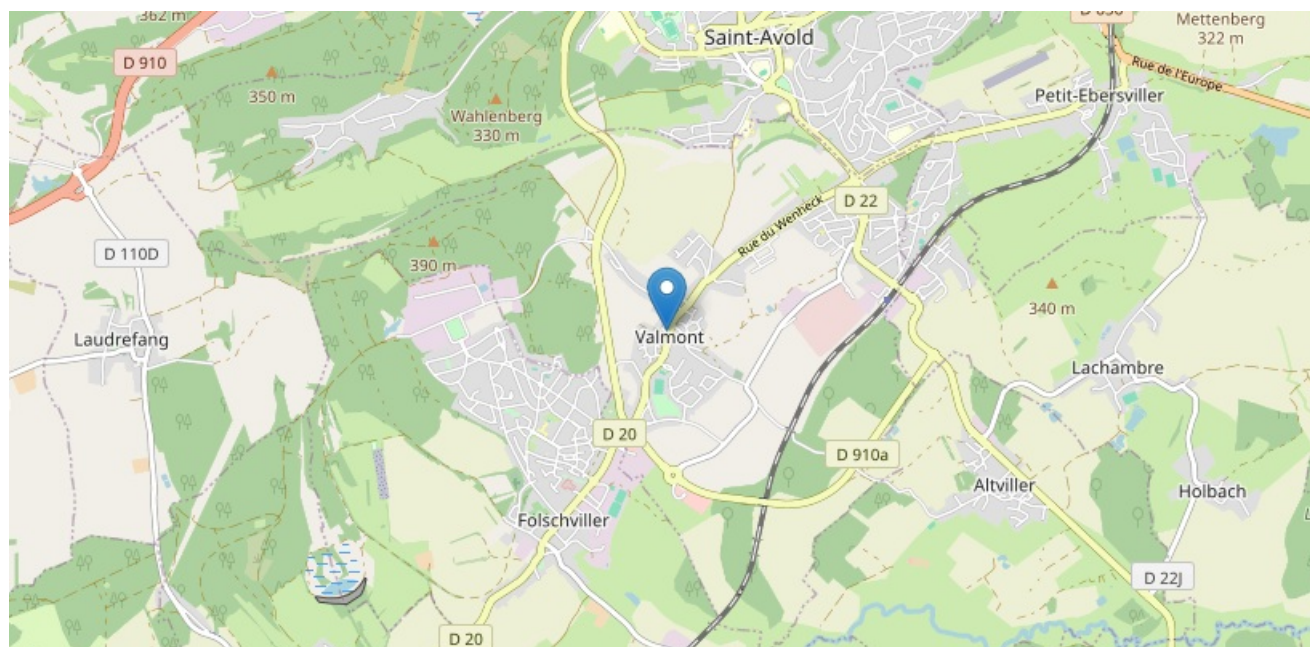 362 m
D 910
350 m
Wahlenberg
330 m
Saint-Avold
Mettenberg
322 m
Rue de l'Europe
Petit-Ebersviller
D 22
Rue du Wenheck
D 110D
390 m
340 m
Laudrefang
Valmont
Lachambre
D 20
D 910a
Altviller
Holbach
Folschviller
D 22J
D 20